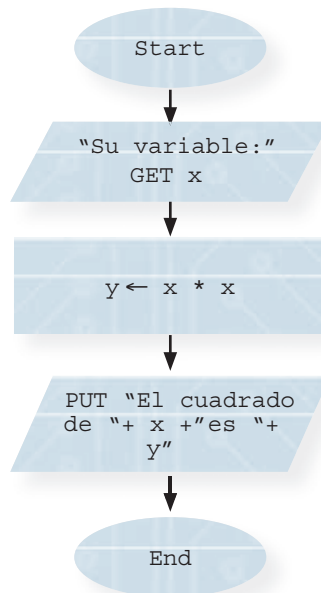 Start
“Su variable:”
GET x
y ← x * x
PUT “El cuadrado
de “+ x +”es “+
y”
End